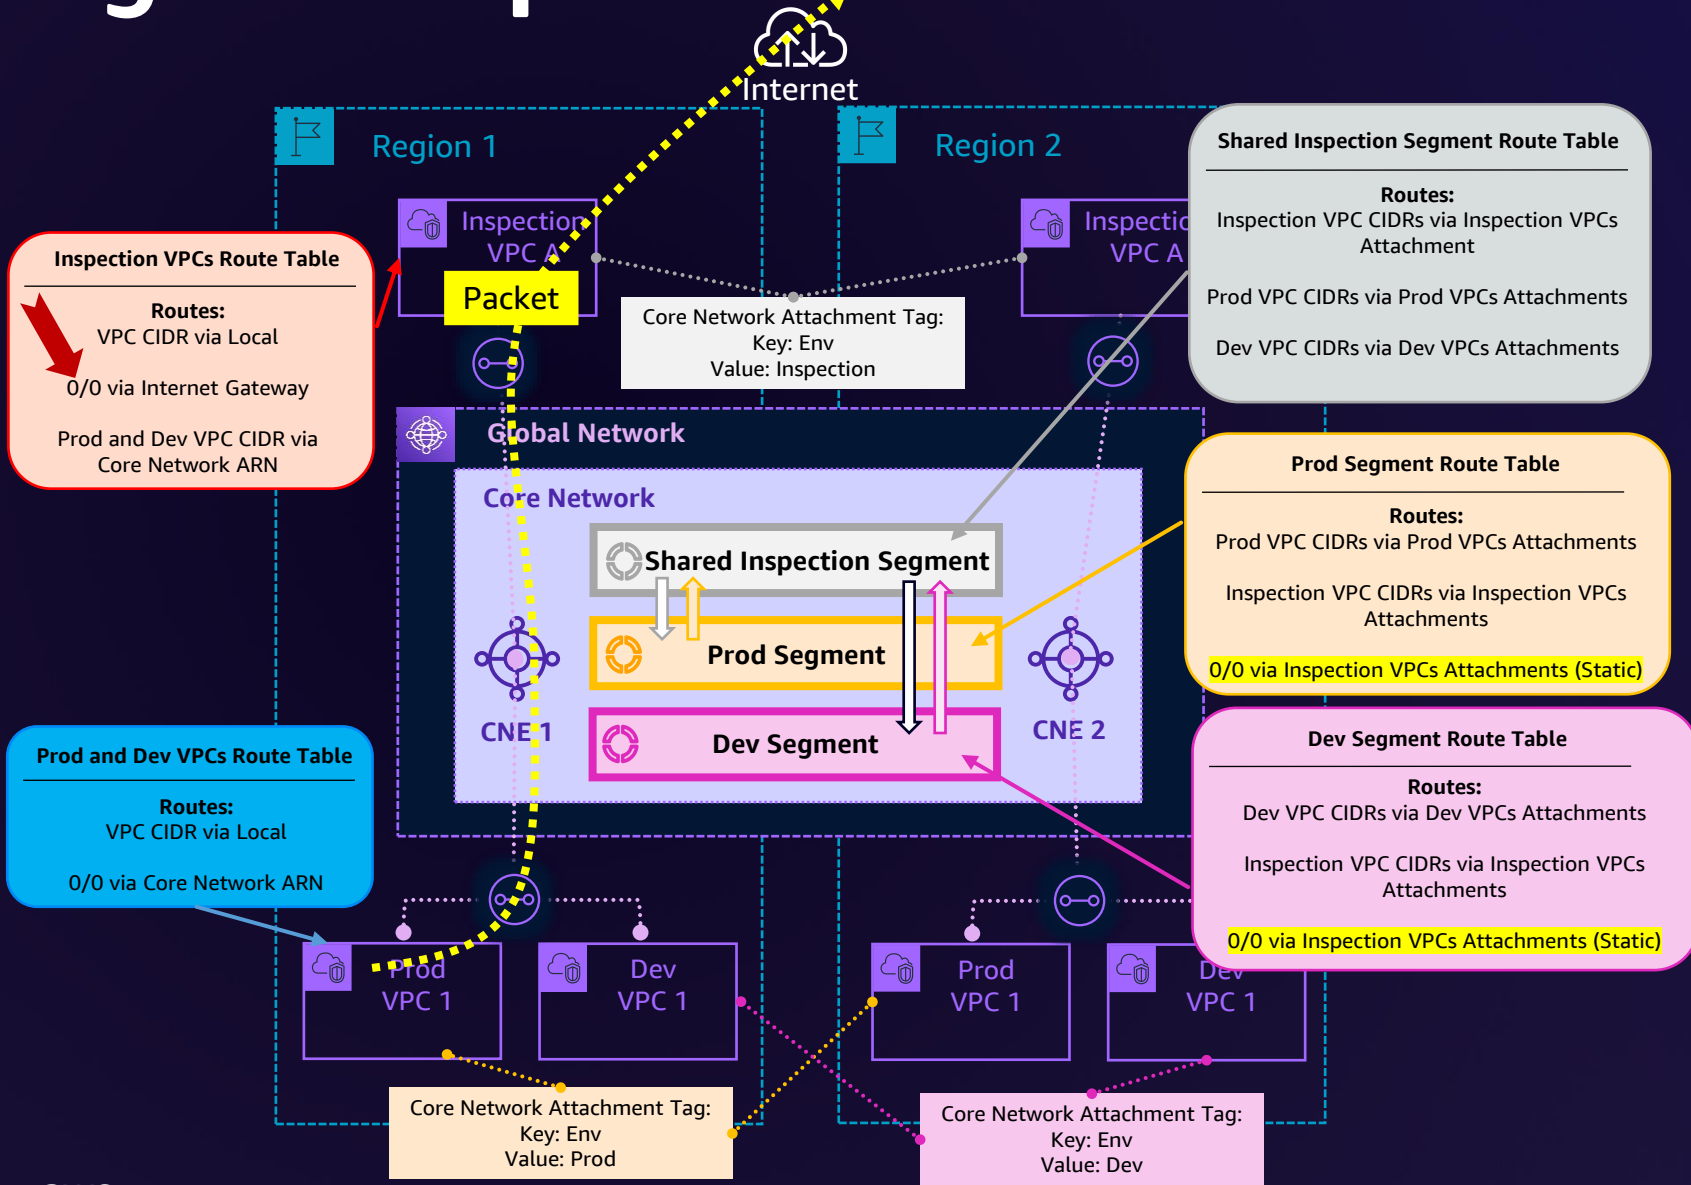 Internet
Region 1
Region 2
Inspection
VPC A
Packet
VPC A
Core Network Attachment Tag:
Key: Env
Value: Inspection
Inspection VPCs Route Table
Routes:
VPC CIDR via Local
0/0 via Internet Gateway
Prod and Dev VPC CIDR via
Core Network ARN
Shared Inspection Segment Route Table
Routes:
Inspection VPC CIDRs via Inspection VPCs
Attachment
Prod VPC CIDRs via Prod VPCs Attachments
Dev VPC CIDRs via Dev VPCs Attachments
Global Network
Core Network
Shared Inspection Segment
Prod Segment
Dev Segment
CNE 1
CNE 2
Prod Segment Route Table
Routes:
Prod VPC CIDRs via Prod VPCs Attachments
Inspection VPC CIDRs via Inspection VPCs
Attachments
0/0 via Inspection VPCs Attachments (Static)
Prod and Dev VPCs Route Table
Routes:
VPC CIDR via Local
0/0 via Core Network ARN
Dev Segment Route Table
Routes:
Dev VPC CIDRs via Dev VPCs Attachments
Inspection VPC CIDRs via Inspection VPCs
Attachments
0/0 via Inspection VPCs Attachments (Static)
Prod
VPC 1
Dev
VPC 1
Prod
VPC 1
Dev
VPC 1
Core Network Attachment Tag:
Key: Env
Value: Prod
Core Network Attachment Tag:
Key: Env
Value: Dev